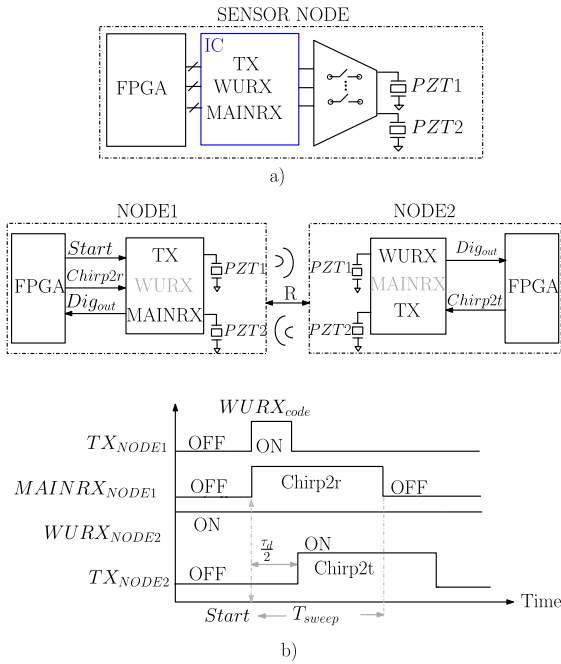 SENSOR NODE
IC
FPGA
TX
WURX
MAINRX
PZT1
PZT2
a)
NODE1
NODE2
FPGA
Start
Chirp2r
Dig_out
TX
WURX
MAINRX
PZT1
PZT2
R
PZT1
PZT2
WURX
MAINRX
TX
Dig_out
Chirp2t
FPGA
WURX_code
TX_NODE1
OFF
ON
MAINRX_NODE1
OFF
Chirp2r
OFF
WURX_NODE2
ON
τ_d/2
ON
TX_NODE2
OFF
Chirp2t
Time
Start
T_sweep
b)